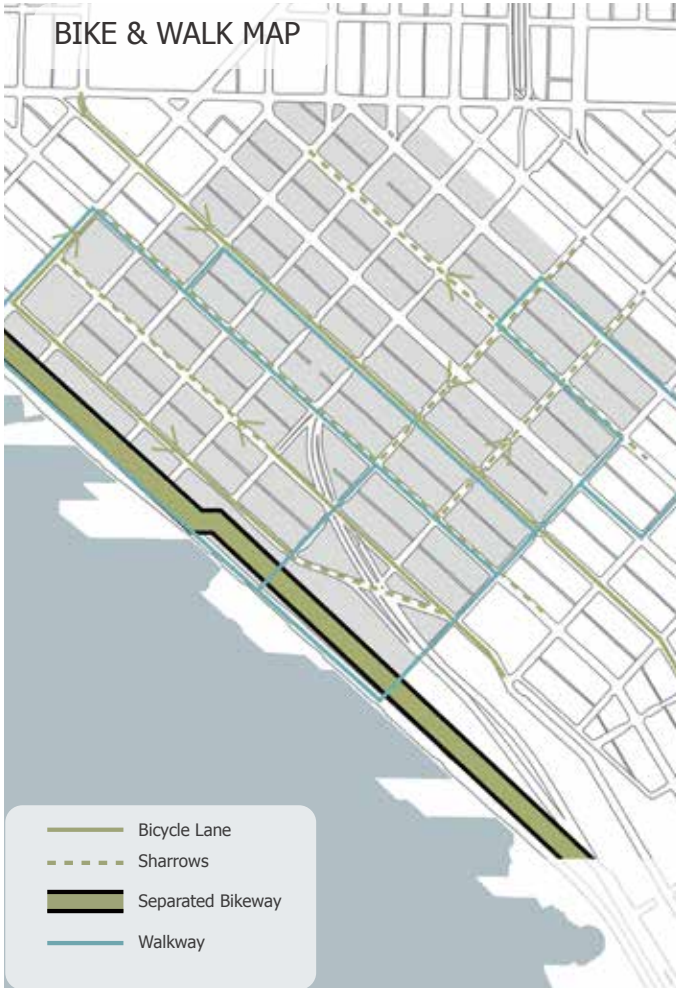 BIKE & WALK MAP
Bicycle Lane
Sharrows
Separated Bikeway
Walkway